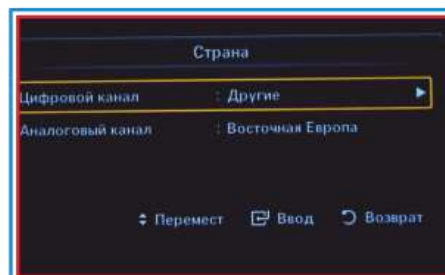 Страна
Цифровой канал : Другие
Аналоговый канал : Восточная Европа
Перемест Ввод Возврат